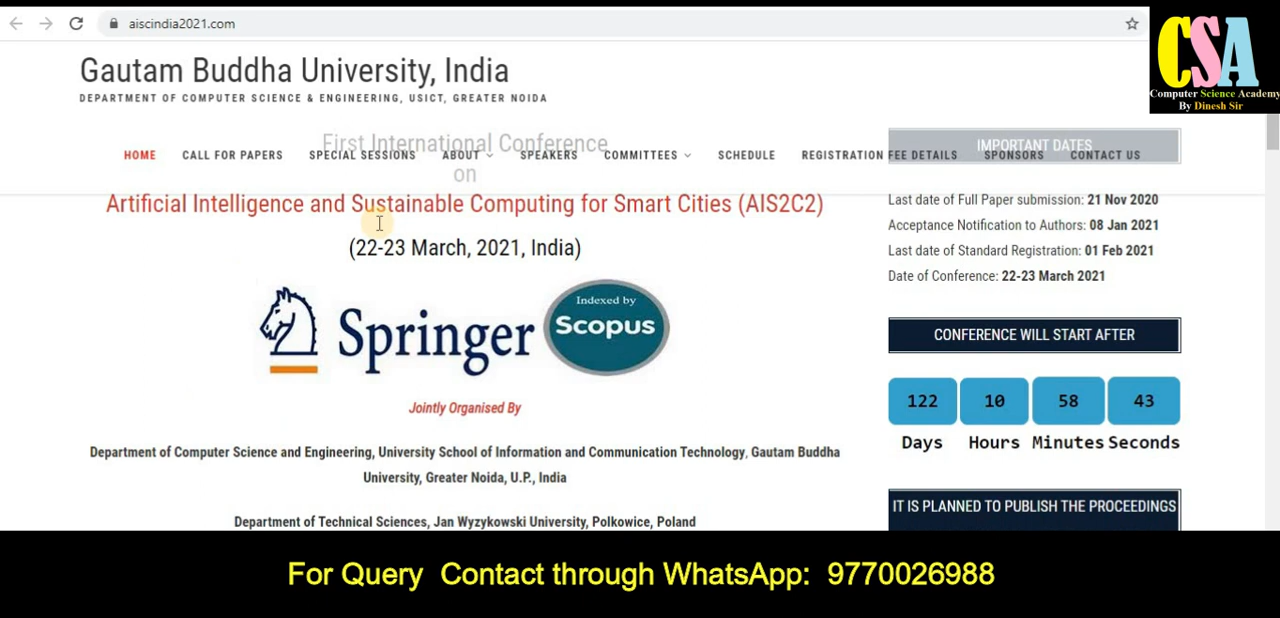 aiscindia2021.com
CSA
Computer Science Academy
By Dinesh Sir
Gautam Buddha University, India
DEPARTMENT OF COMPUTER SCIENCE & ENGINEERING, USICT, GREATER NOIDA
HOME CALL FOR PAPERS SPECIAL SESSIONS ABOUT SPEAKERS COMMITTEES SCHEDULE REGISTRATION FEE DETAILS SPONSORS CONTACT US
First International Conference
on
Artificial Intelligence and Sustainable Computing for Smart Cities (AIS2C2)
(22-23 March, 2021, India)
Springer
Indexed by
Scopus
Jointly Organised By
Department of Computer Science and Engineering, University School of Information and Communication Technology, Gautam Buddha
University, Greater Noida, U.P., India
Department of Technical Sciences, Jan Wyzykowski University, Polkowice, Poland
IMPORTANT DATES
Last date of Full Paper submission: 21 Nov 2020
Acceptance Notification to Authors: 08 Jan 2021
Last date of Standard Registration: 01 Feb 2021
Date of Conference: 22-23 March 2021
CONFERENCE WILL START AFTER
122 10 58 43
Days Hours Minutes Seconds
IT IS PLANNED TO PUBLISH THE PROCEEDINGS
For Query Contact through WhatsApp: 9770026988